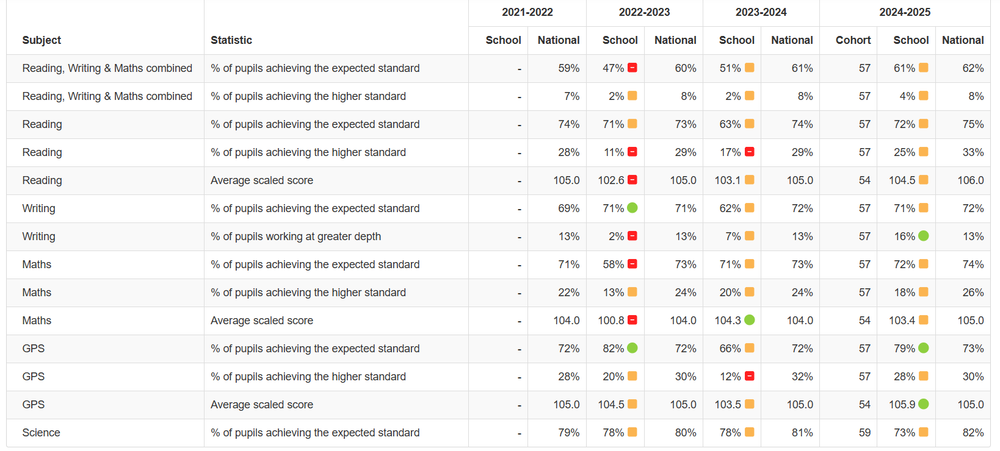 2021-2022 2022-2023 2023-2024 2024-2025
Subject Statistic School National School National School National Cohort School National
Reading, Writing & Maths combined % of pupils achieving the expected standard - 59% 47% 60% 51% 61% 57 61% 62%
Reading, Writing & Maths combined % of pupils achieving the higher standard - 7% 2% 8% 2% 8% 57 4% 8%
Reading % of pupils achieving the expected standard - 74% 71% 73% 63% 74% 57 72% 75%
Reading % of pupils achieving the higher standard - 28% 11% 29% 17% 29% 57 25% 33%
Reading Average scaled score - 105.0 102.6 105.0 103.1 105.0 54 104.5 106.0
Writing % of pupils achieving the expected standard - 69% 71% 71% 62% 72% 57 71% 72%
Writing % of pupils working at greater depth - 13% 2% 13% 7% 13% 57 16% 13%
Maths % of pupils achieving the expected standard - 71% 58% 73% 71% 73% 57 72% 74%
Maths % of pupils achieving the higher standard - 22% 13% 24% 20% 24% 57 18% 26%
Maths Average scaled score - 104.0 100.8 104.0 104.3 104.0 54 103.4 105.0
GPS % of pupils achieving the expected standard - 72% 82% 72% 66% 72% 57 79% 73%
GPS % of pupils achieving the higher standard - 28% 20% 30% 12% 32% 57 28% 30%
GPS Average scaled score - 105.0 104.5 105.0 103.5 105.0 54 105.9 105.0
Science % of pupils achieving the expected standard - 79% 78% 80% 78% 81% 59 73% 82%